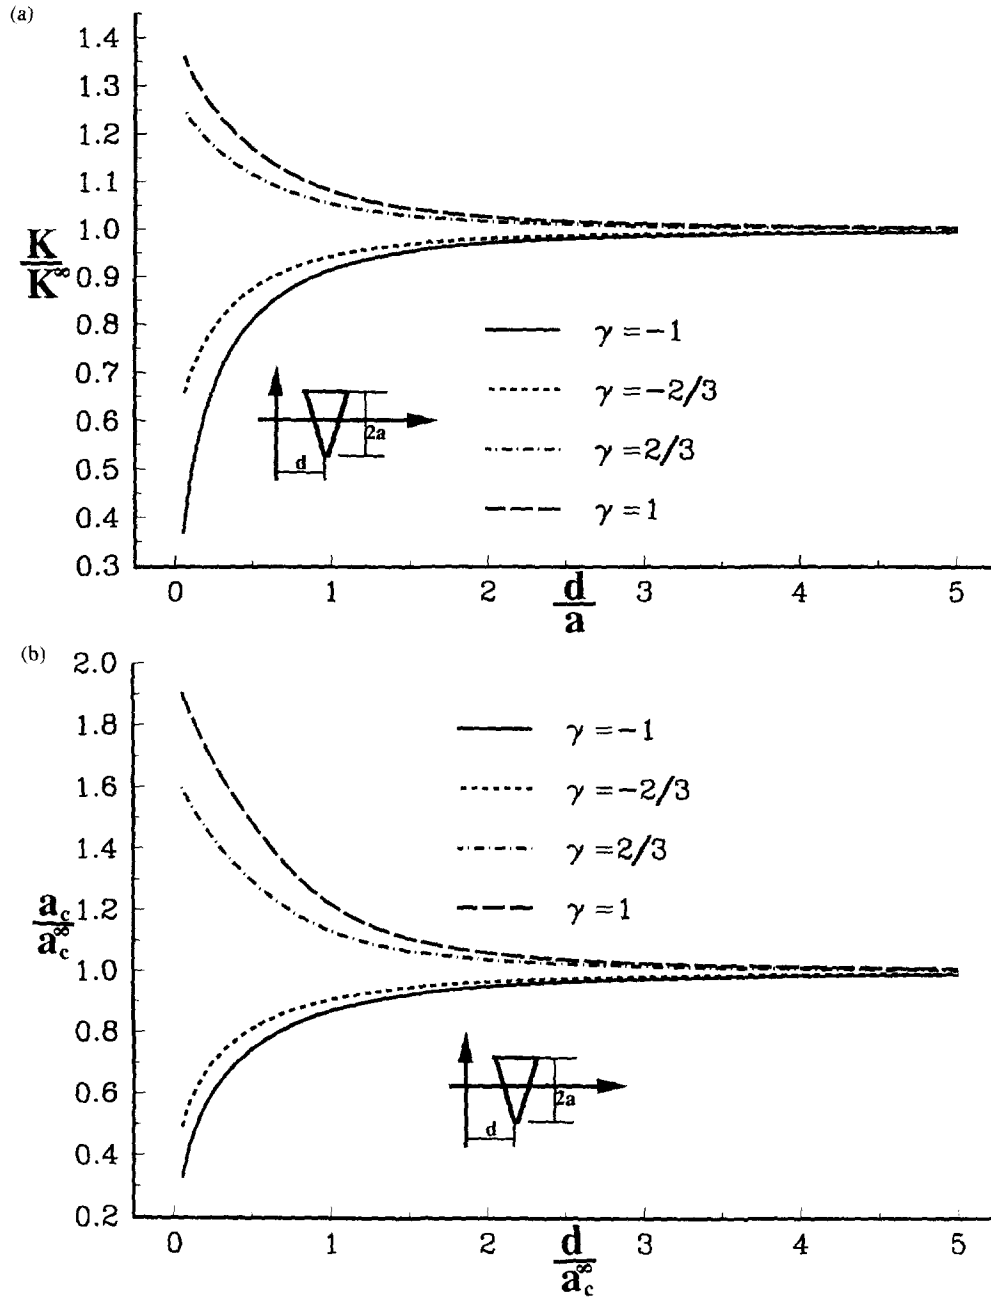 (a)
1.4
1.3
1.2
1.1
1.0
0.9
0.8
0.7
0.6
0.5
0.4
0.3
K
K∞
γ = −1
γ = −2/3
γ = 2/3
γ = 1
2a
d
0 1 2 3 4 5
d
a
(b)
2.0
1.8
1.6
1.4
1.2
1.0
0.8
0.6
0.4
0.2
a_c
a_c^∞
γ = −1
γ = −2/3
γ = 2/3
γ = 1
2a
d
0 1 2 3 4 5
d
a_c^∞